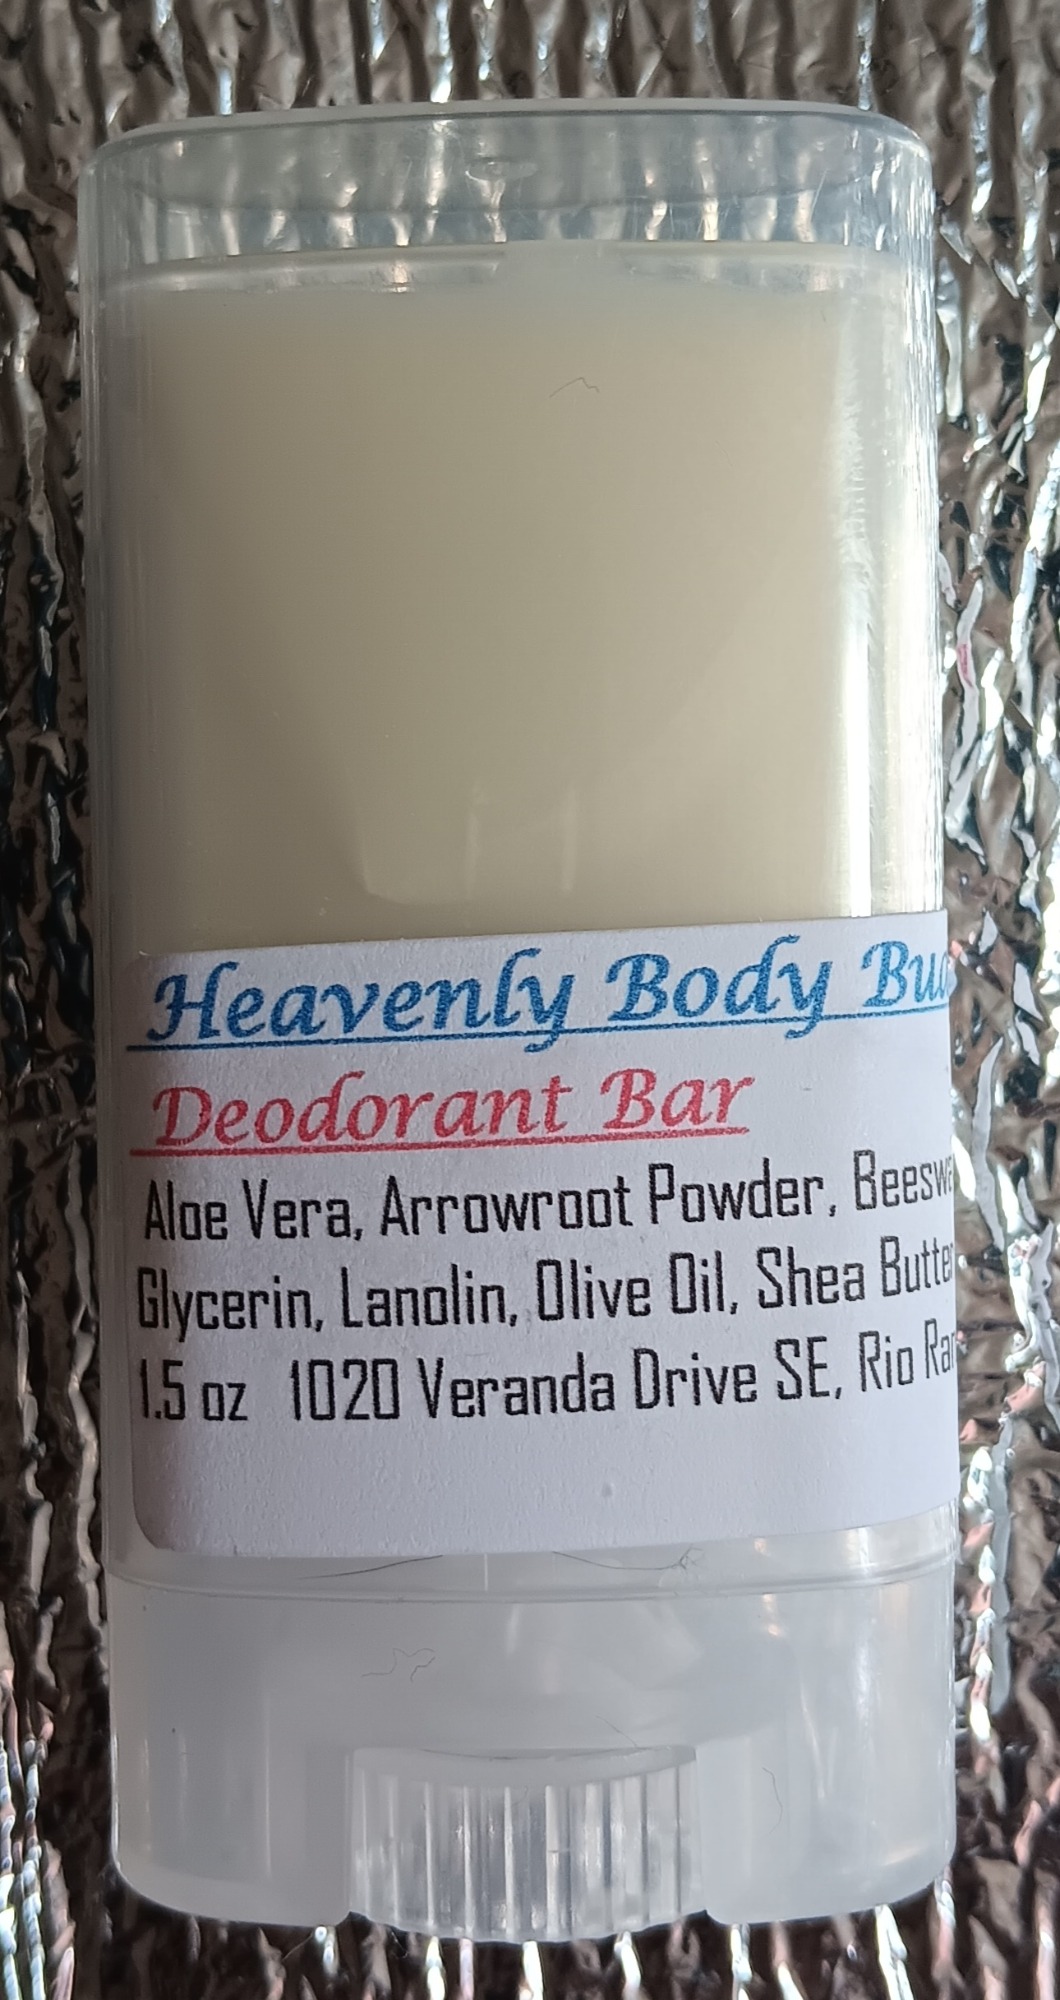 Heavenly Body
Deodorant Bar
Aloe Vera, Arrowroot Powder,
Glycerin, Lanolin, Olive Oil, Shea Butter
1.5 oz 1020 Veranda Drive SE, Rio